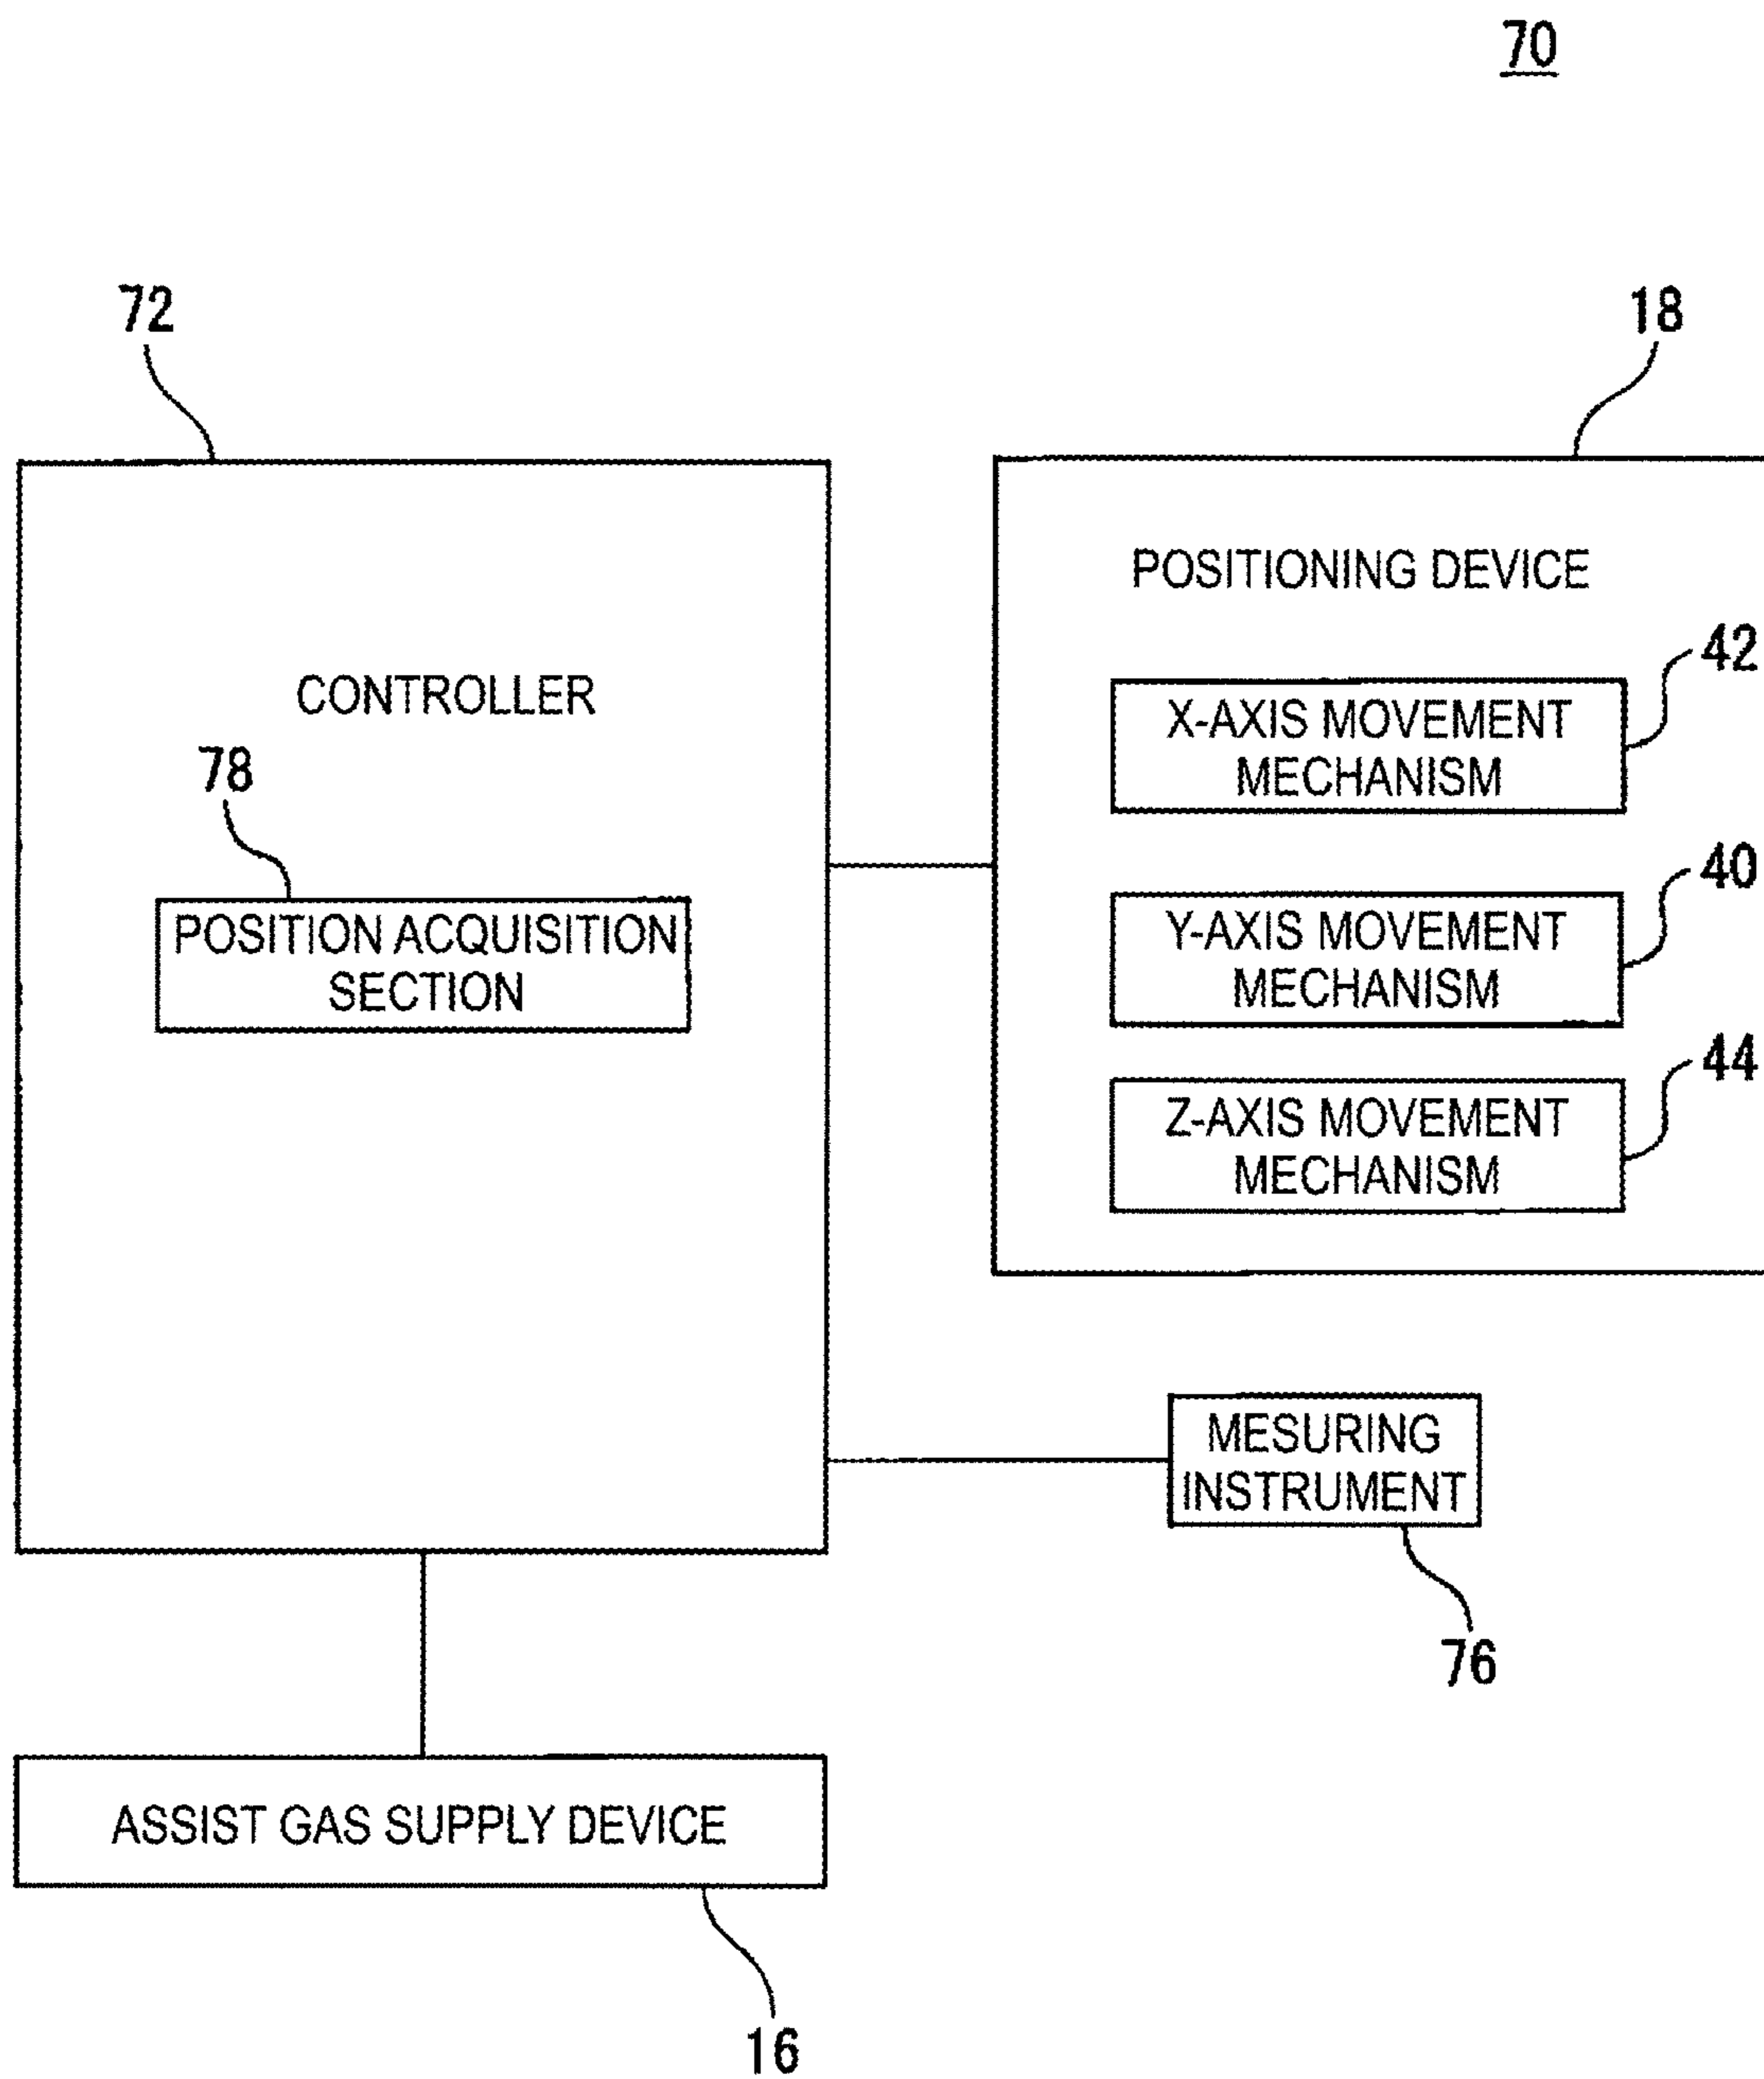 70
72
18
POSITIONING DEVICE
42
CONTROLLER
X-AXIS MOVEMENT
MECHANISM
78
40
POSITION ACQUISITION
SECTION
Y-AXIS MOVEMENT
MECHANISM
44
Z-AXIS MOVEMENT
MECHANISM
MESURING
INSTRUMENT
76
ASSIST GAS SUPPLY DEVICE
16